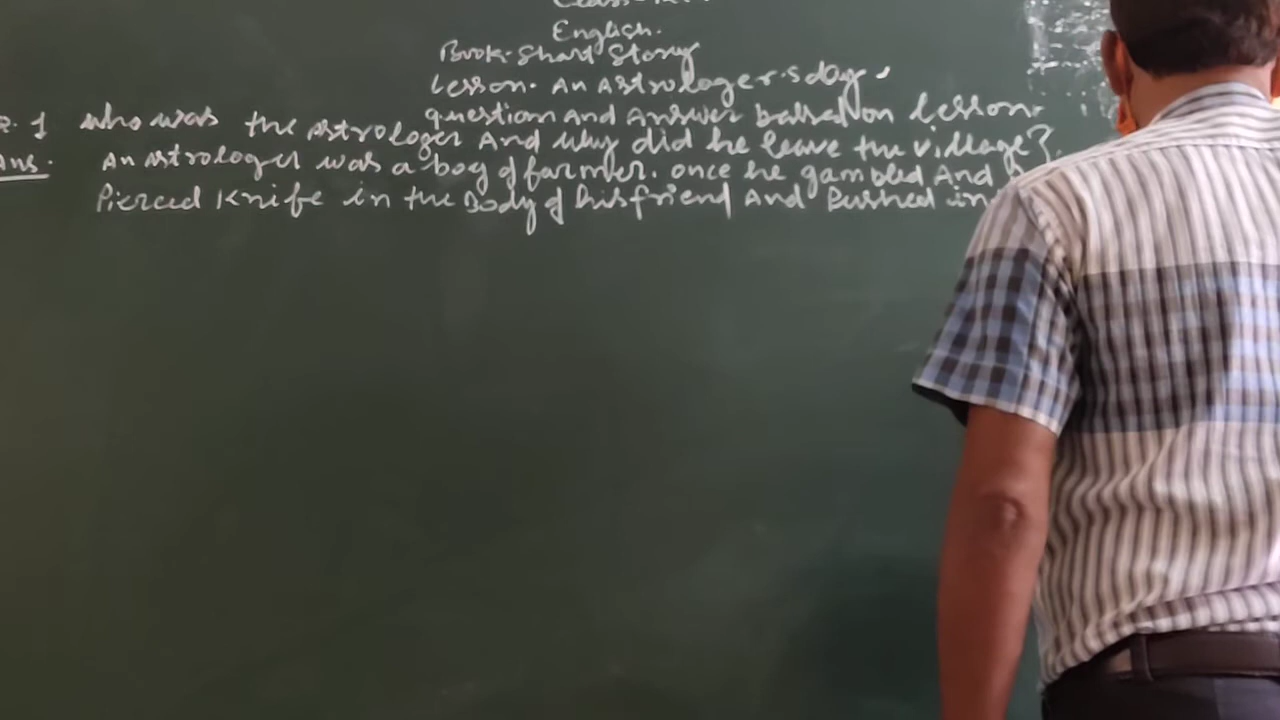 English.
Book-Short Story
Lesson. An Astrologer's day.
question and Answer based on lesson.
Q. 1 who was the astrologer And why did he leave the village?
Ans. An astrologer was a boy of farmer. once he gambled And
Pierced Knife in the Body of his friend And Pushed in